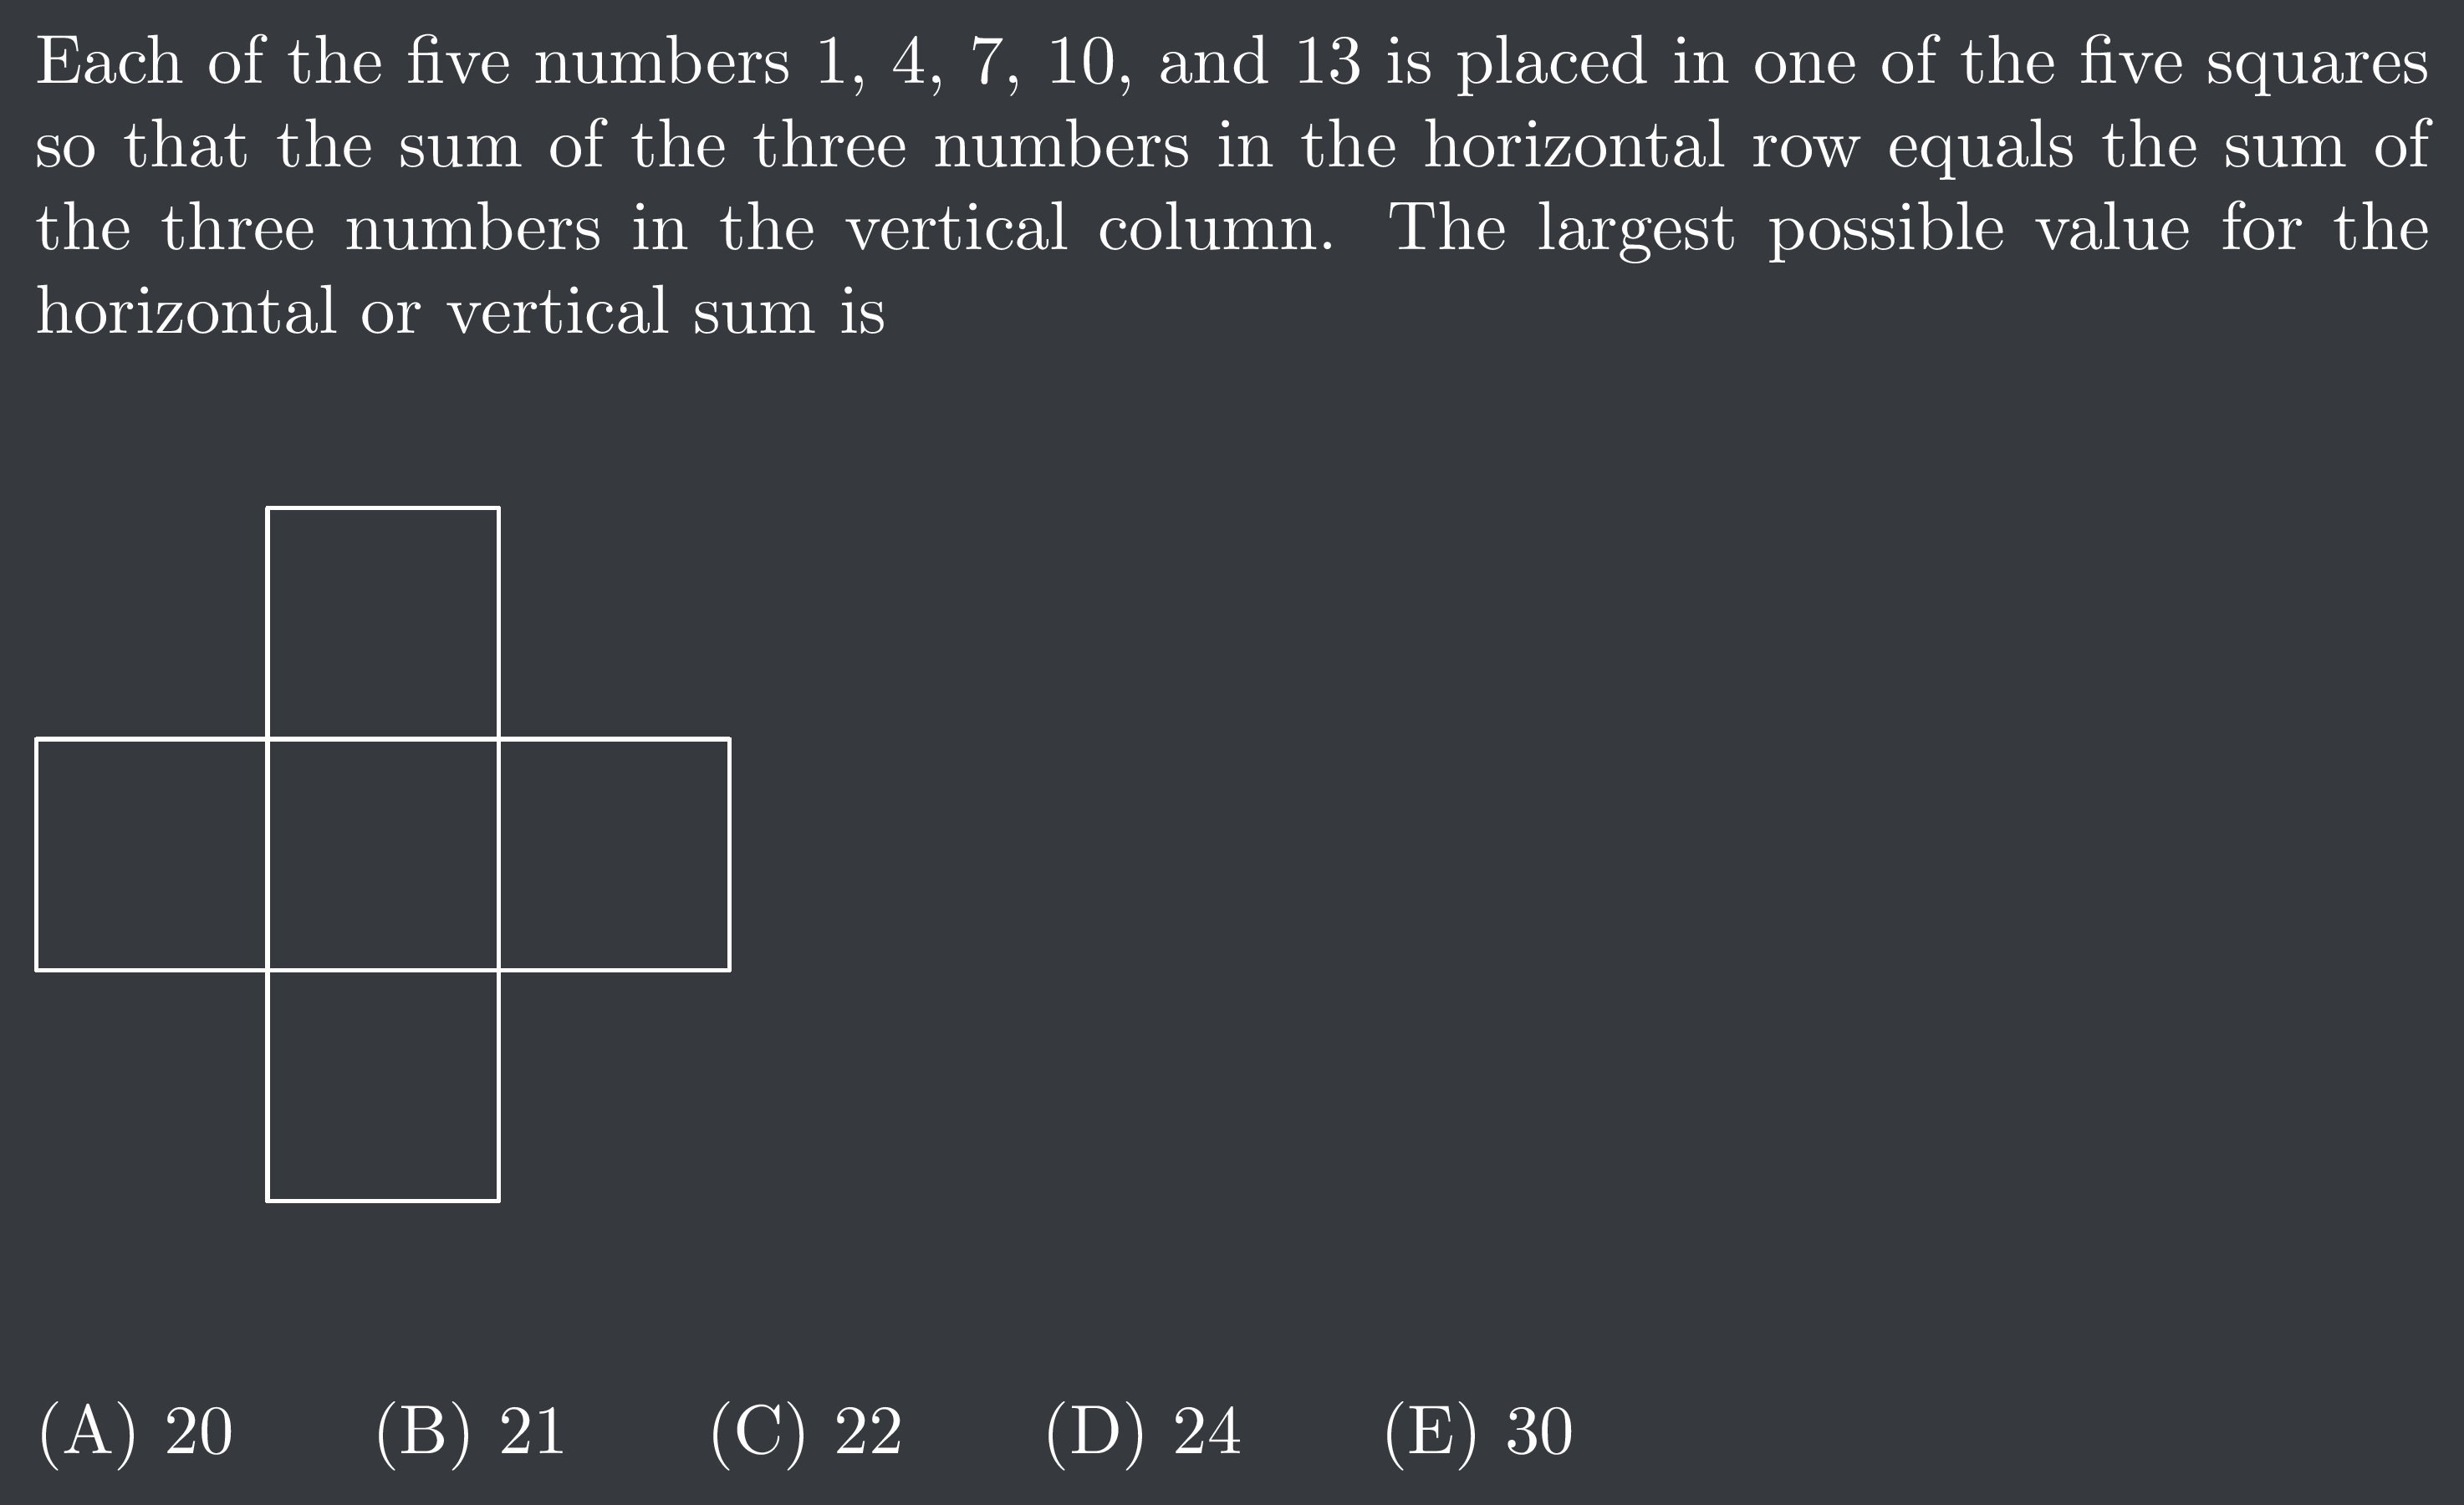 Each of the five numbers 1, 4, 7, 10, and 13 is placed in one of the five squares
so that the sum of the three numbers in the horizontal row equals the sum of
the three numbers in the vertical column. The largest possible value for the
horizontal or vertical sum is
(A) 20 (B) 21 (C) 22 (D) 24 (E) 30